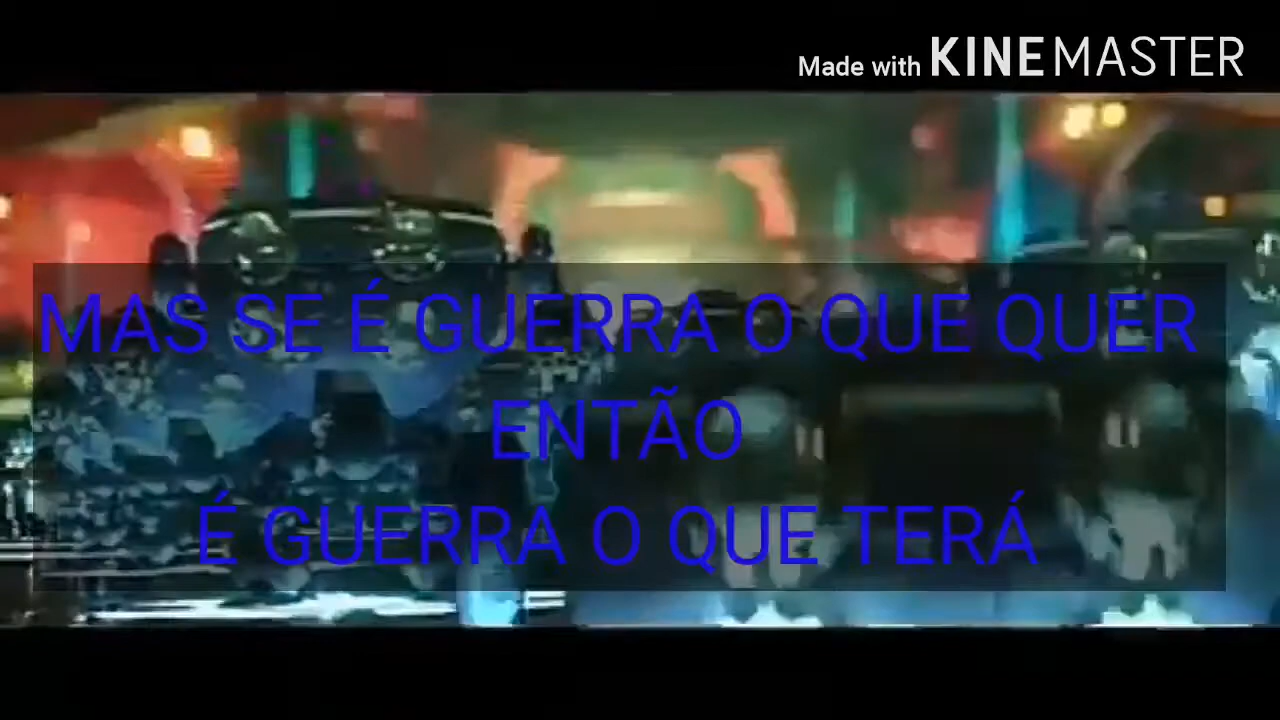 Made with KINEMASTER
MAS SE É GUERRA O QUE QUER
ENTÃO
É GUERRA O QUE TERÁ